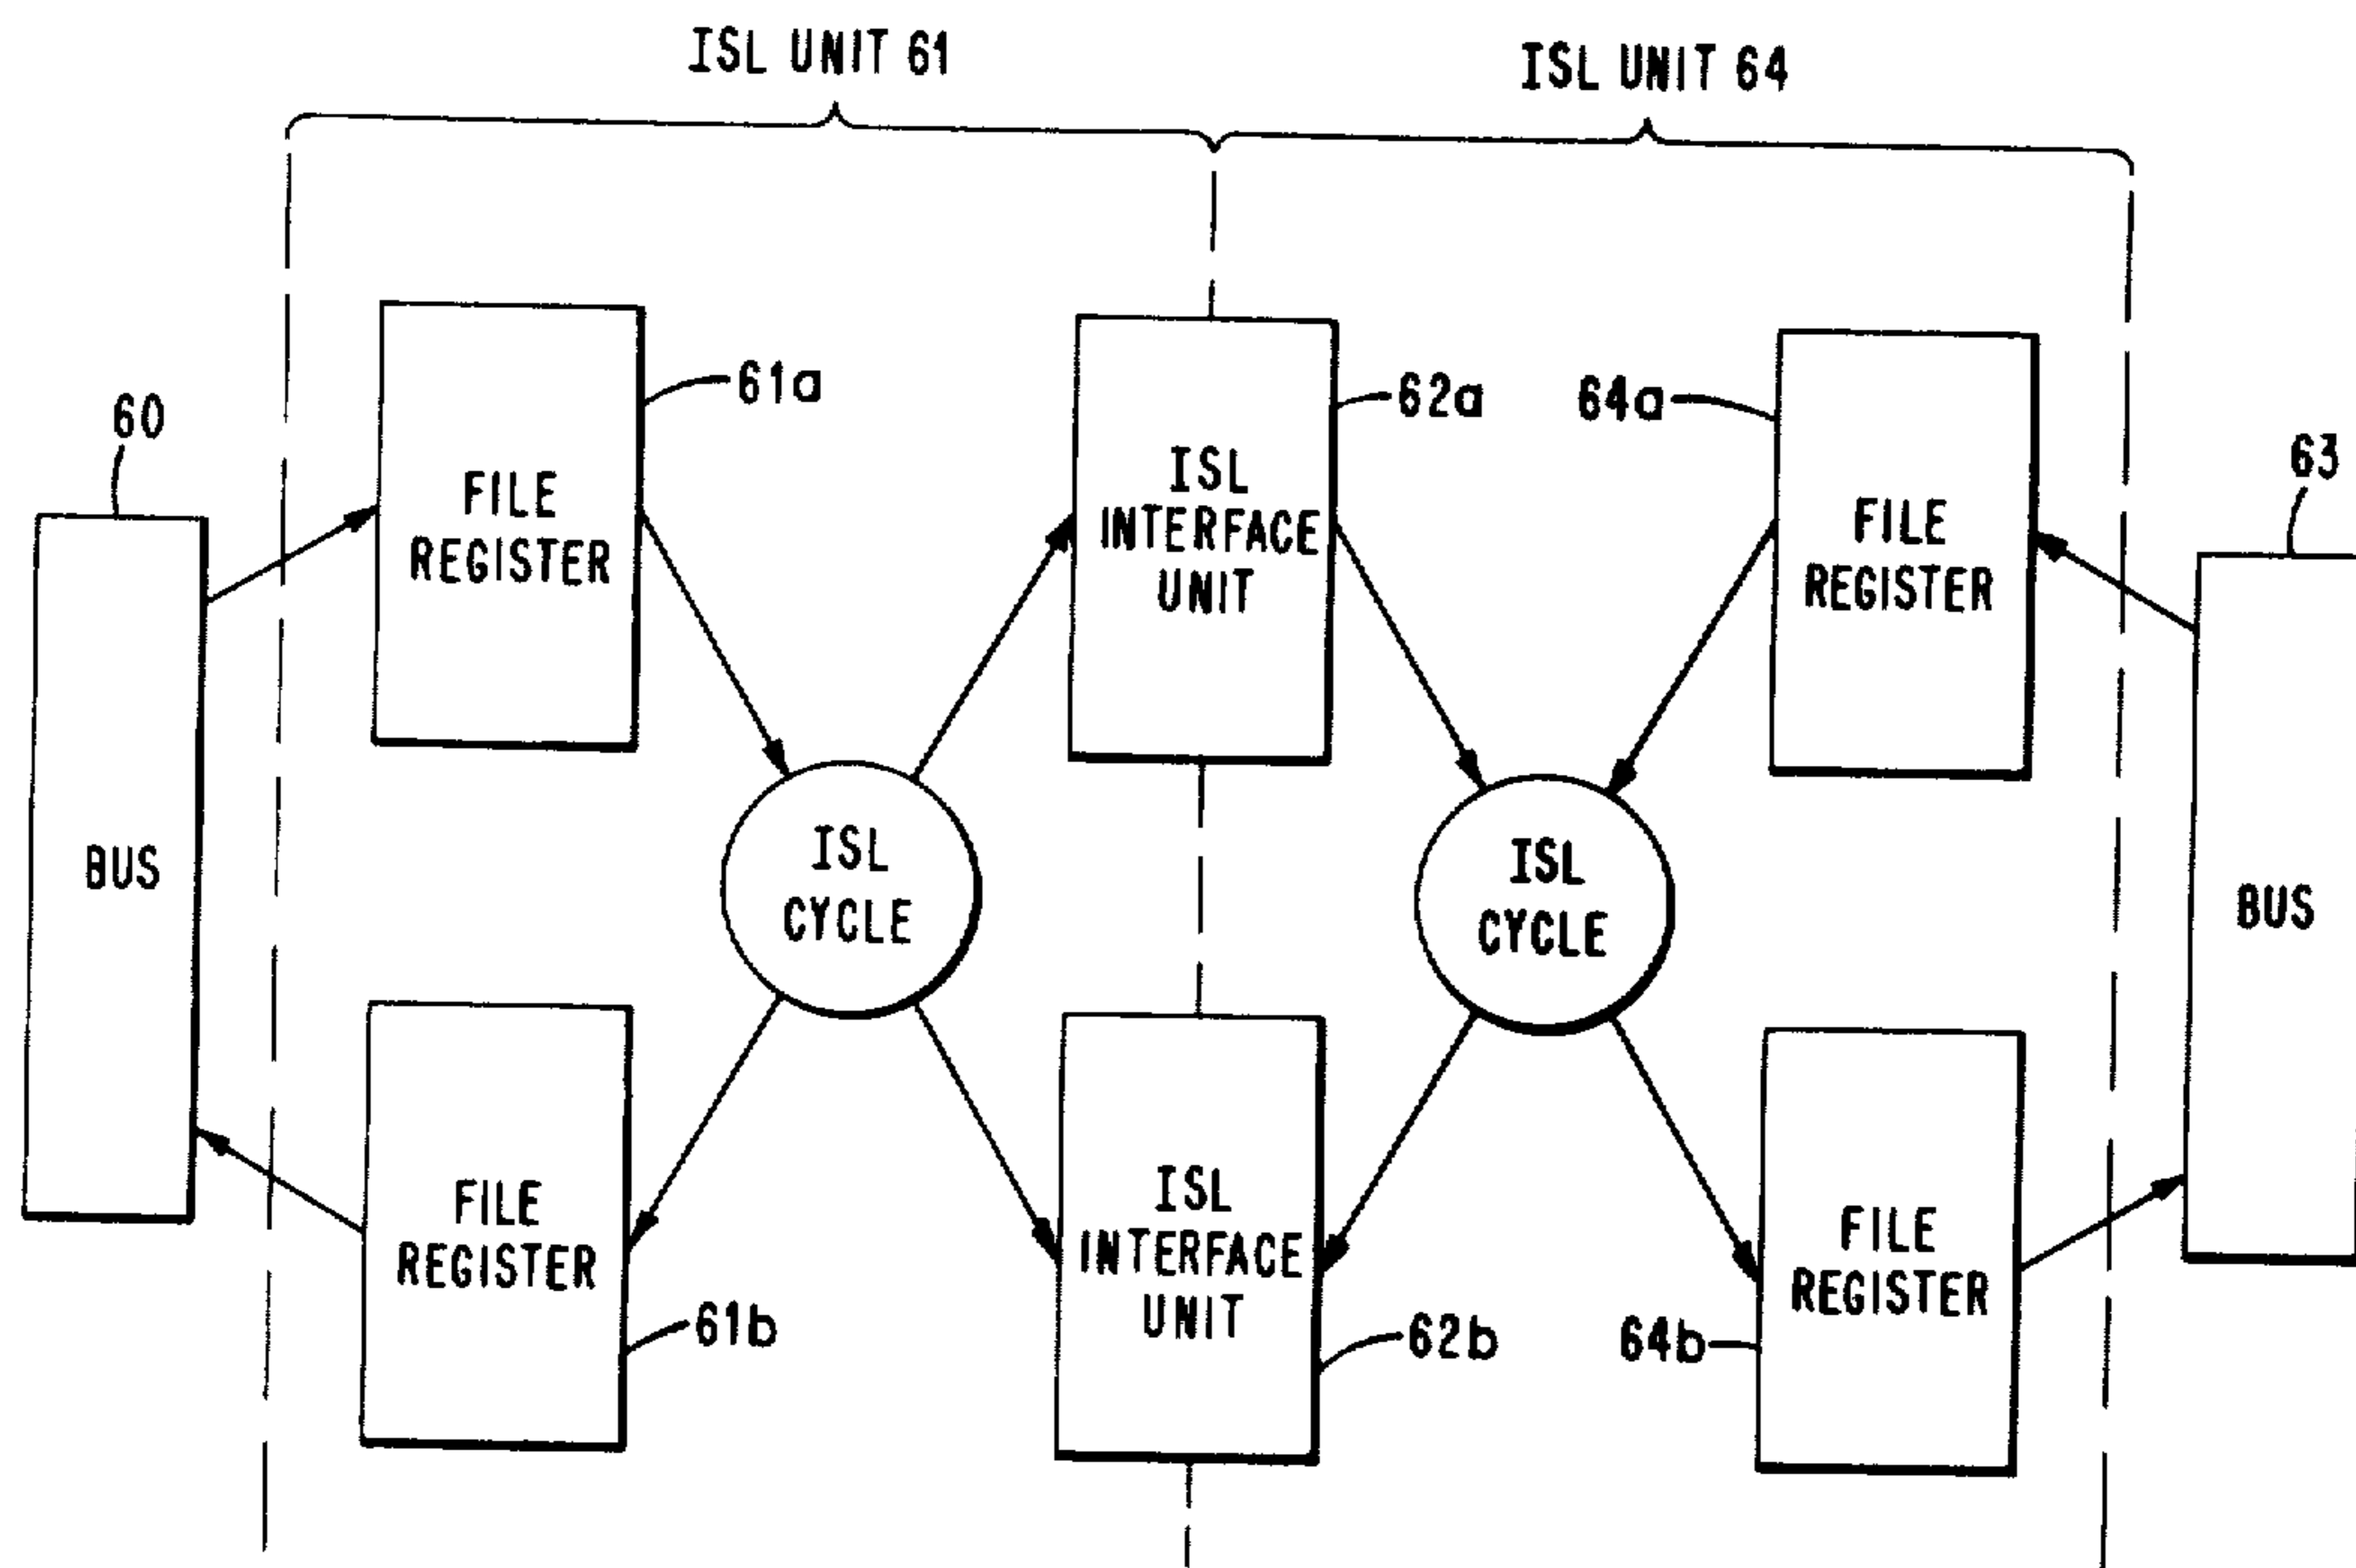 ISL UNIT 61
ISL UNIT 64
60
61a
62a
64a
63
FILE
REGISTER
ISL
INTERFACE
UNIT
FILE
REGISTER
BUS
ISL
CYCLE
ISL
CYCLE
BUS
FILE
REGISTER
61b
ISL
INTERFACE
UNIT
62b
64b
FILE
REGISTER